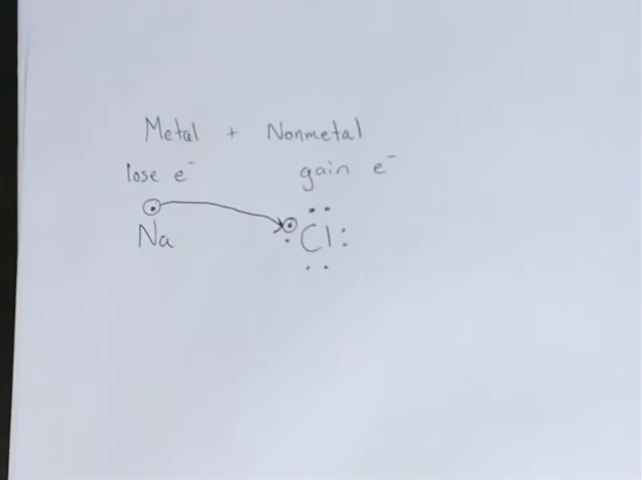 Metal + Nonmetal
lose e⁻ gain e⁻
Na Cl